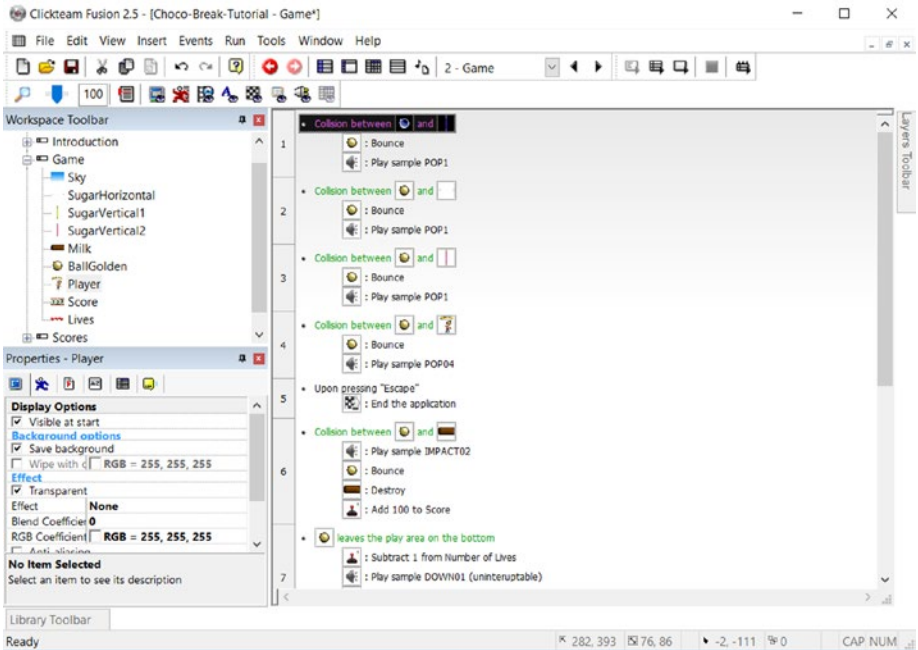 Clickteam Fusion 2.5 - [Choco-Break-Tutorial - Game*]
File Edit View Insert Events Run Tools Window Help
2 - Game
100
Workspace Toolbar
Introduction
Game
Sky
SugarHorizontal
SugarVertical1
SugarVertical2
Milk
BallGolden
Player
Score
Lives
Scores
Properties - Player
Display Options
Visible at start
Background options
Save background
Wipe with c RGB = 255, 255, 255
Effect
Transparent
Effect None
Blend Coefficier 0
RGB Coefficient RGB = 255, 255, 255
Anti-aliasing
No Item Selected
Select an item to see its description
Library Toolbar
Ready
1
• Collision between and
: Bounce
: Play sample POP1
2
• Collision between and
: Bounce
: Play sample POP1
3
• Collision between and
: Bounce
: Play sample POP1
4
• Collision between and
: Bounce
: Play sample POP04
5
• Upon pressing "Escape"
: End the application
6
• Collision between and
: Play sample IMPACT02
: Bounce
: Destroy
: Add 100 to Score
7
• leaves the play area on the bottom
: Subtract 1 from Number of Lives
: Play sample DOWN01 (uninteruptable)
Layers Toolbar
282, 393 76, 86 -2, -111 0 CAP NUM